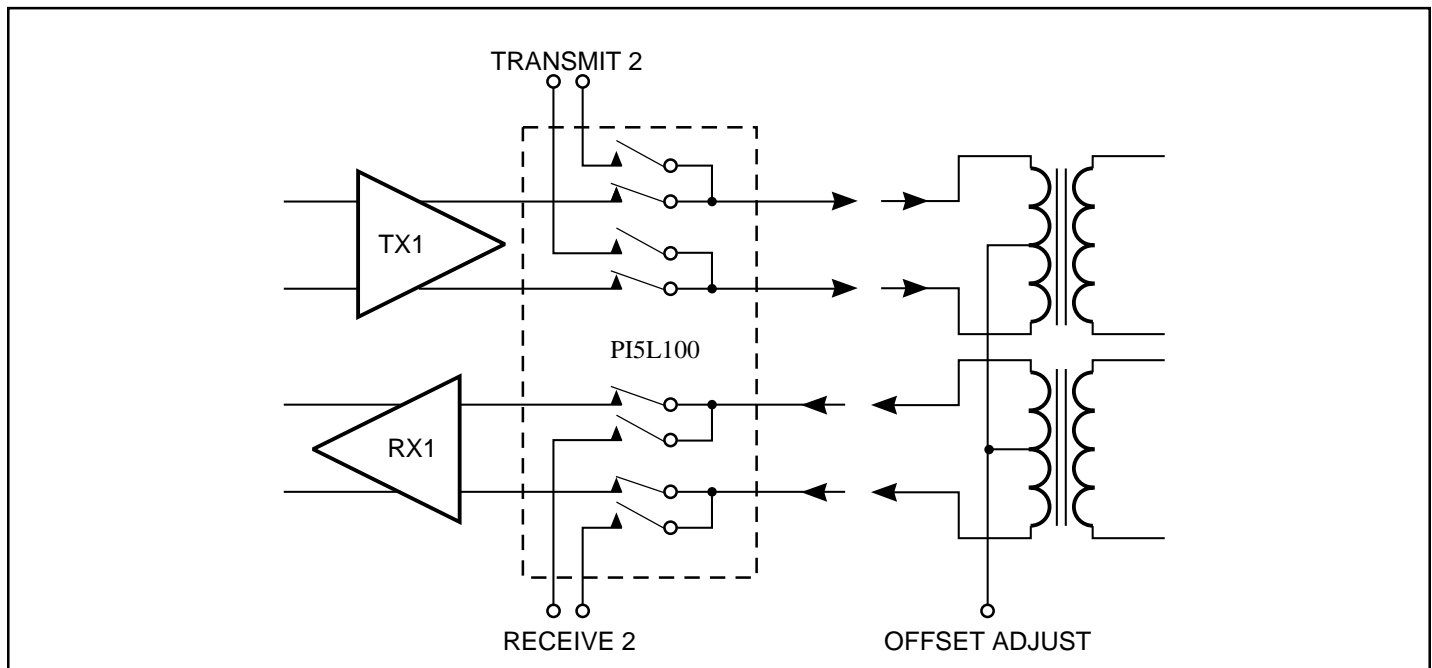 TRANSMIT 2
TX1
PI5L100
RX1
RECEIVE 2
OFFSET ADJUST